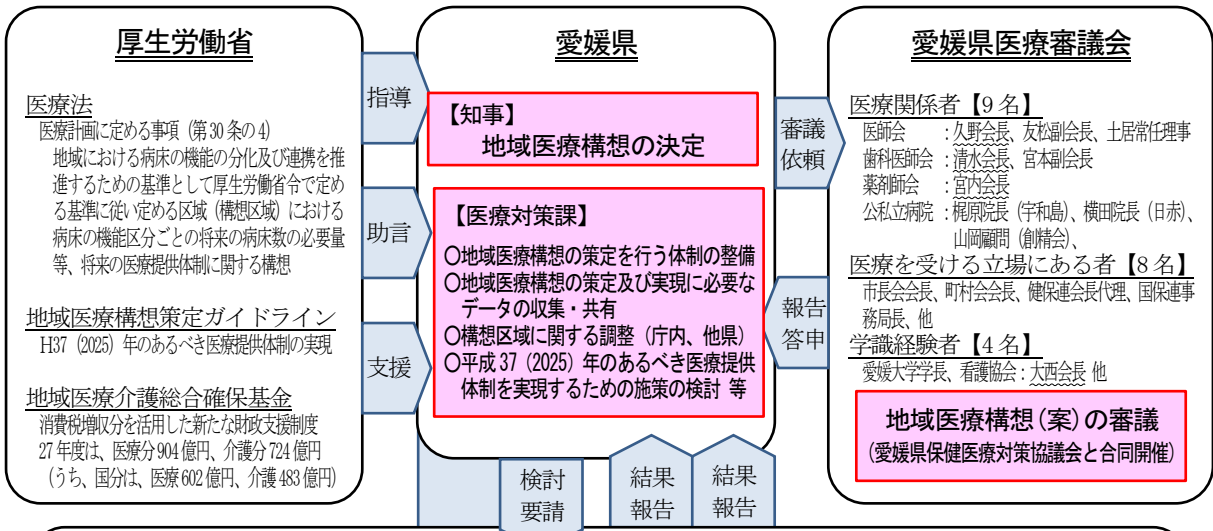 厚生労働省
医療法
医療計画に定める事項（第30条の4）
地域における病床の機能の分化及び連携を推
進するための基準として厚生労働省令で定め
る基準に従い定める区域（構想区域）における
病床の機能区分ごとの将来の病床数の必要量
等、将来の医療提供体制に関する構想
地域医療構想策定ガイドライン
H37（2025）年のあるべき医療提供体制の実現
地域医療介護総合確保基金
消費税増収分を活用した新たな財政支援制度
27年度は、医療分904億円、介護分724億円
（うち、国分は、医療602億円、介護483億円）
指導
助言
支援
愛媛県
【知事】
地域医療構想の決定
【医療対策課】
○地域医療構想の策定を行う体制の整備
○地域医療構想の策定及び実現に必要な
データの収集・共有
○構想区域に関する調整（庁内、他県）
○平成37（2025）年のあるべき医療提供
体制を実現するための施策の検討 等
審議
依頼
報告
答申
愛媛県医療審議会
医療関係者【9名】
医師会　：久野会長、友松副会長、土居常任理事
歯科医師会：清水会長、宮本副会長
薬剤師会　：宮内会長
公私立病院：梶原院長（宇和島）、横田院長（日赤）、
山岡顧問（創精会）、
医療を受ける立場にある者【8名】
市長会会長、町村会会長、健保連会長代理、国保連事
務局長、他
学識経験者【4名】
愛媛大学学長、看護協会：大西会長 他
地域医療構想（案）の審議
（愛媛県保健医療対策協議会と合同開催）
検討
要請
結果
報告
結果
報告